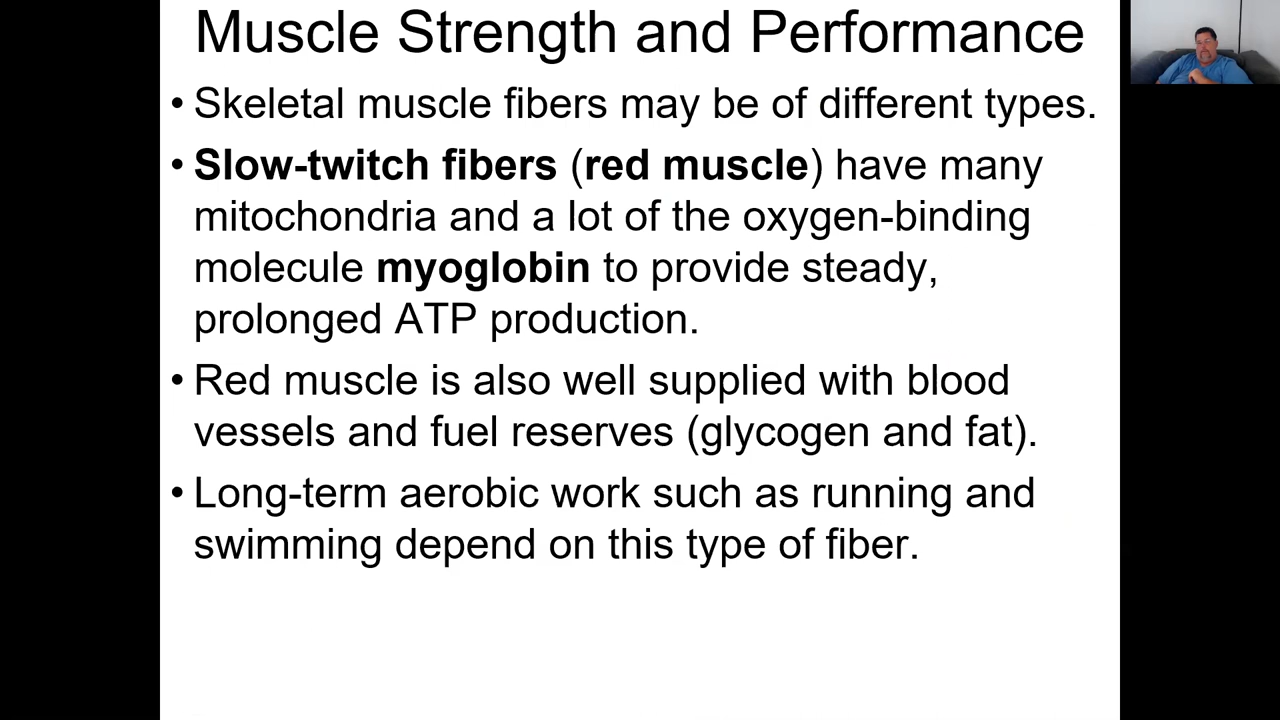 Muscle Strength and Performance
• Skeletal muscle fibers may be of different types.
• Slow-twitch fibers (red muscle) have many
mitochondria and a lot of the oxygen-binding
molecule myoglobin to provide steady,
prolonged ATP production.
• Red muscle is also well supplied with blood
vessels and fuel reserves (glycogen and fat).
• Long-term aerobic work such as running and
swimming depend on this type of fiber.